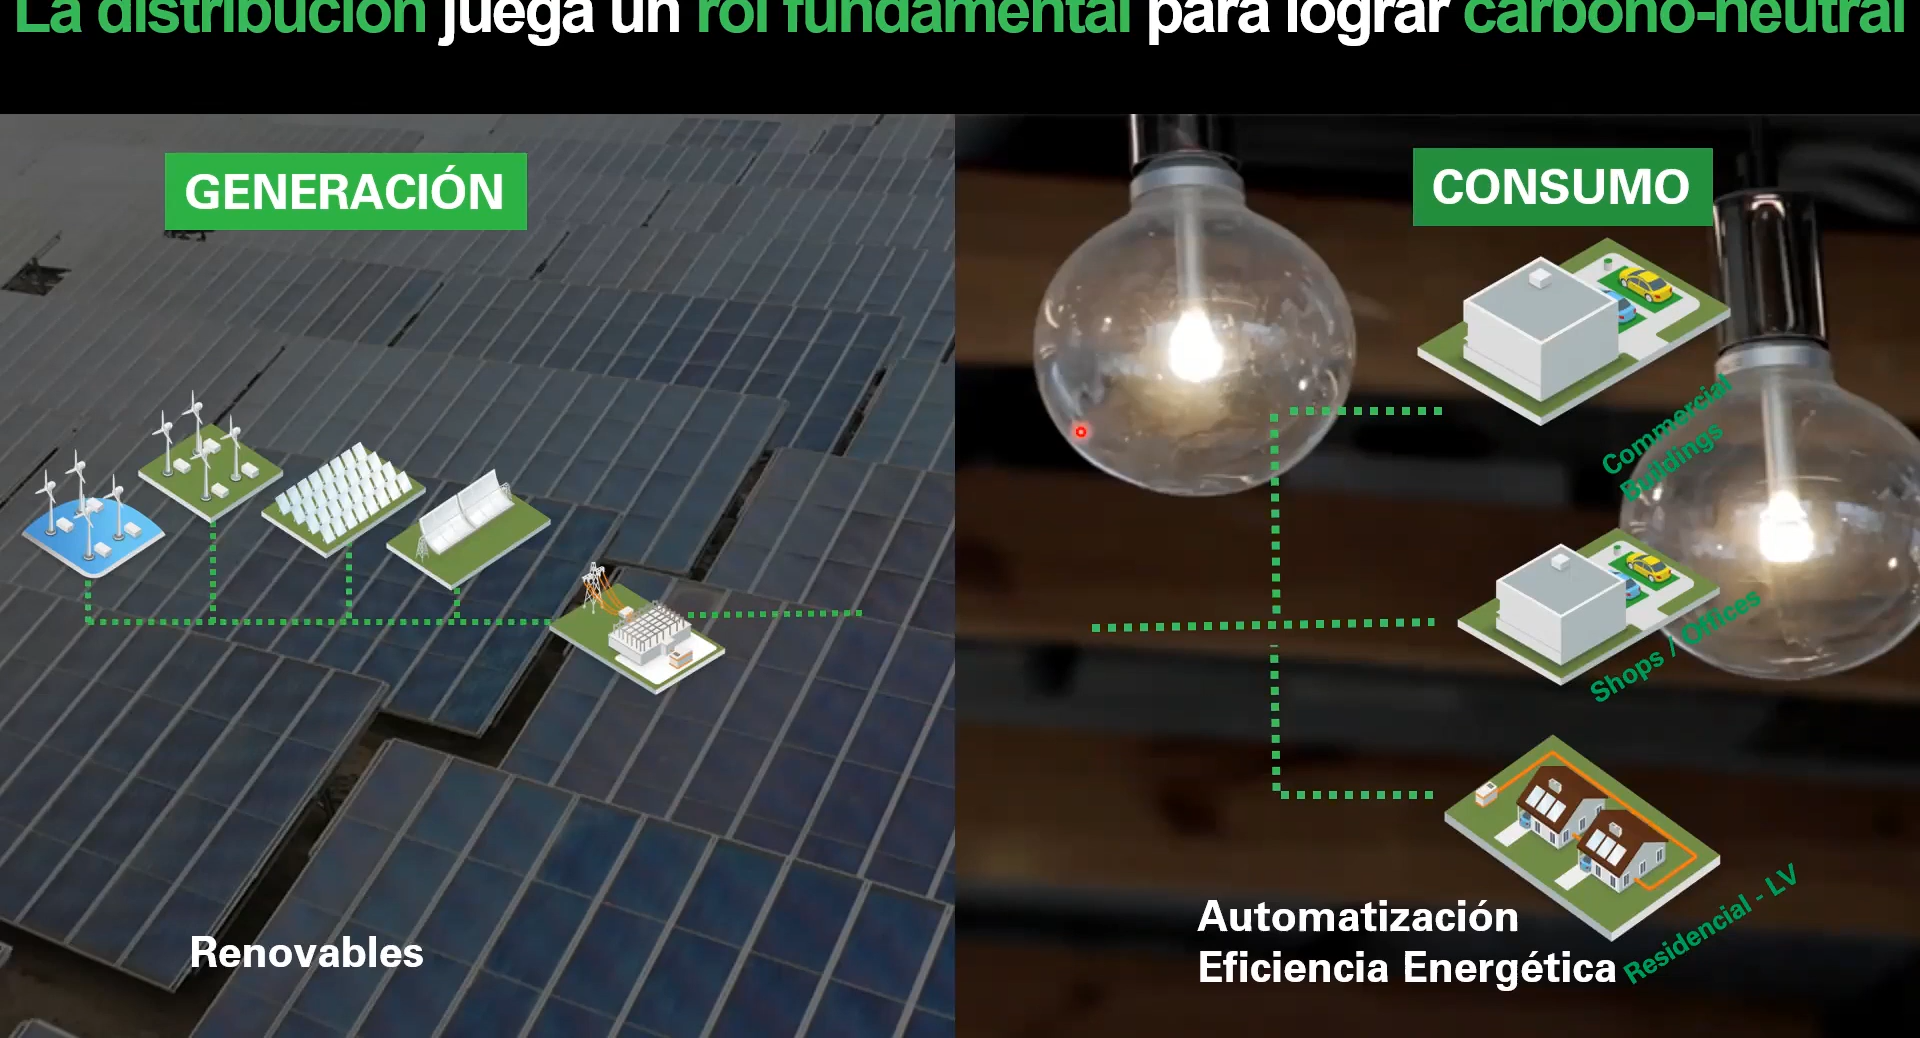 La distribución juega un rol fundamental para lograr carbono-neutral
GENERACIÓN
CONSUMO
Commercial
Buildings
Shops / Offices
Residencial - LV
Renovables
Automatización
Eficiencia Energética